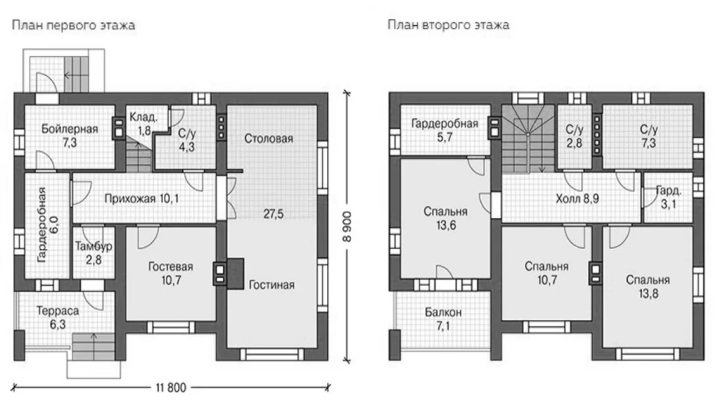 План первого этажа
План второго этажа
Бойлерная
7,3
Клад.
1,8
С/у
4,3
Столовая
Гардеробная
6,0
Прихожая 10,1
27,5
Тамбур
2,8
Гостевая
10,7
Гостиная
Терраса
6,3
8 900
11 800
Гардеробная
5,7
С/у
2,8
С/у
7,3
Спальня
13,6
Холл 8,9
Гард.
3,1
Спальня
10,7
Спальня
13,8
Балкон
7,1